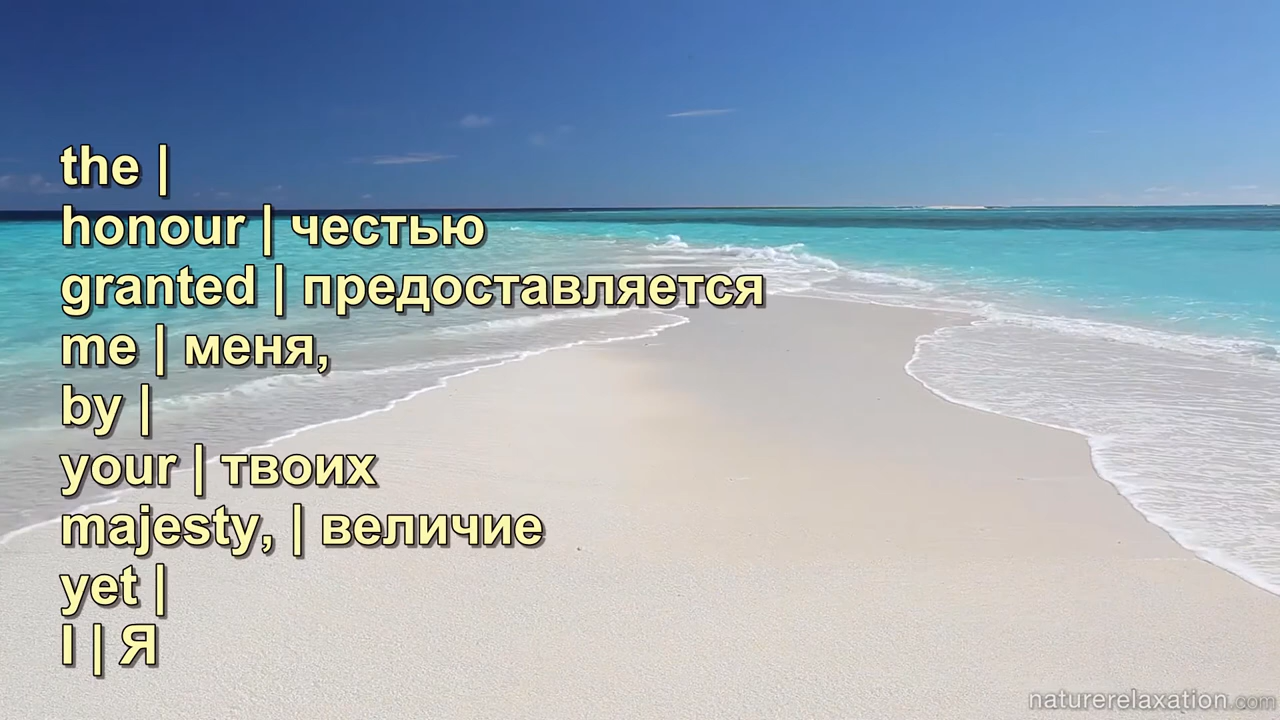 the |
honour | честью
granted | предоставляется
me | меня,
by |
your | твоих
majesty, | величие
yet |
I | Я
naturerelaxation.com